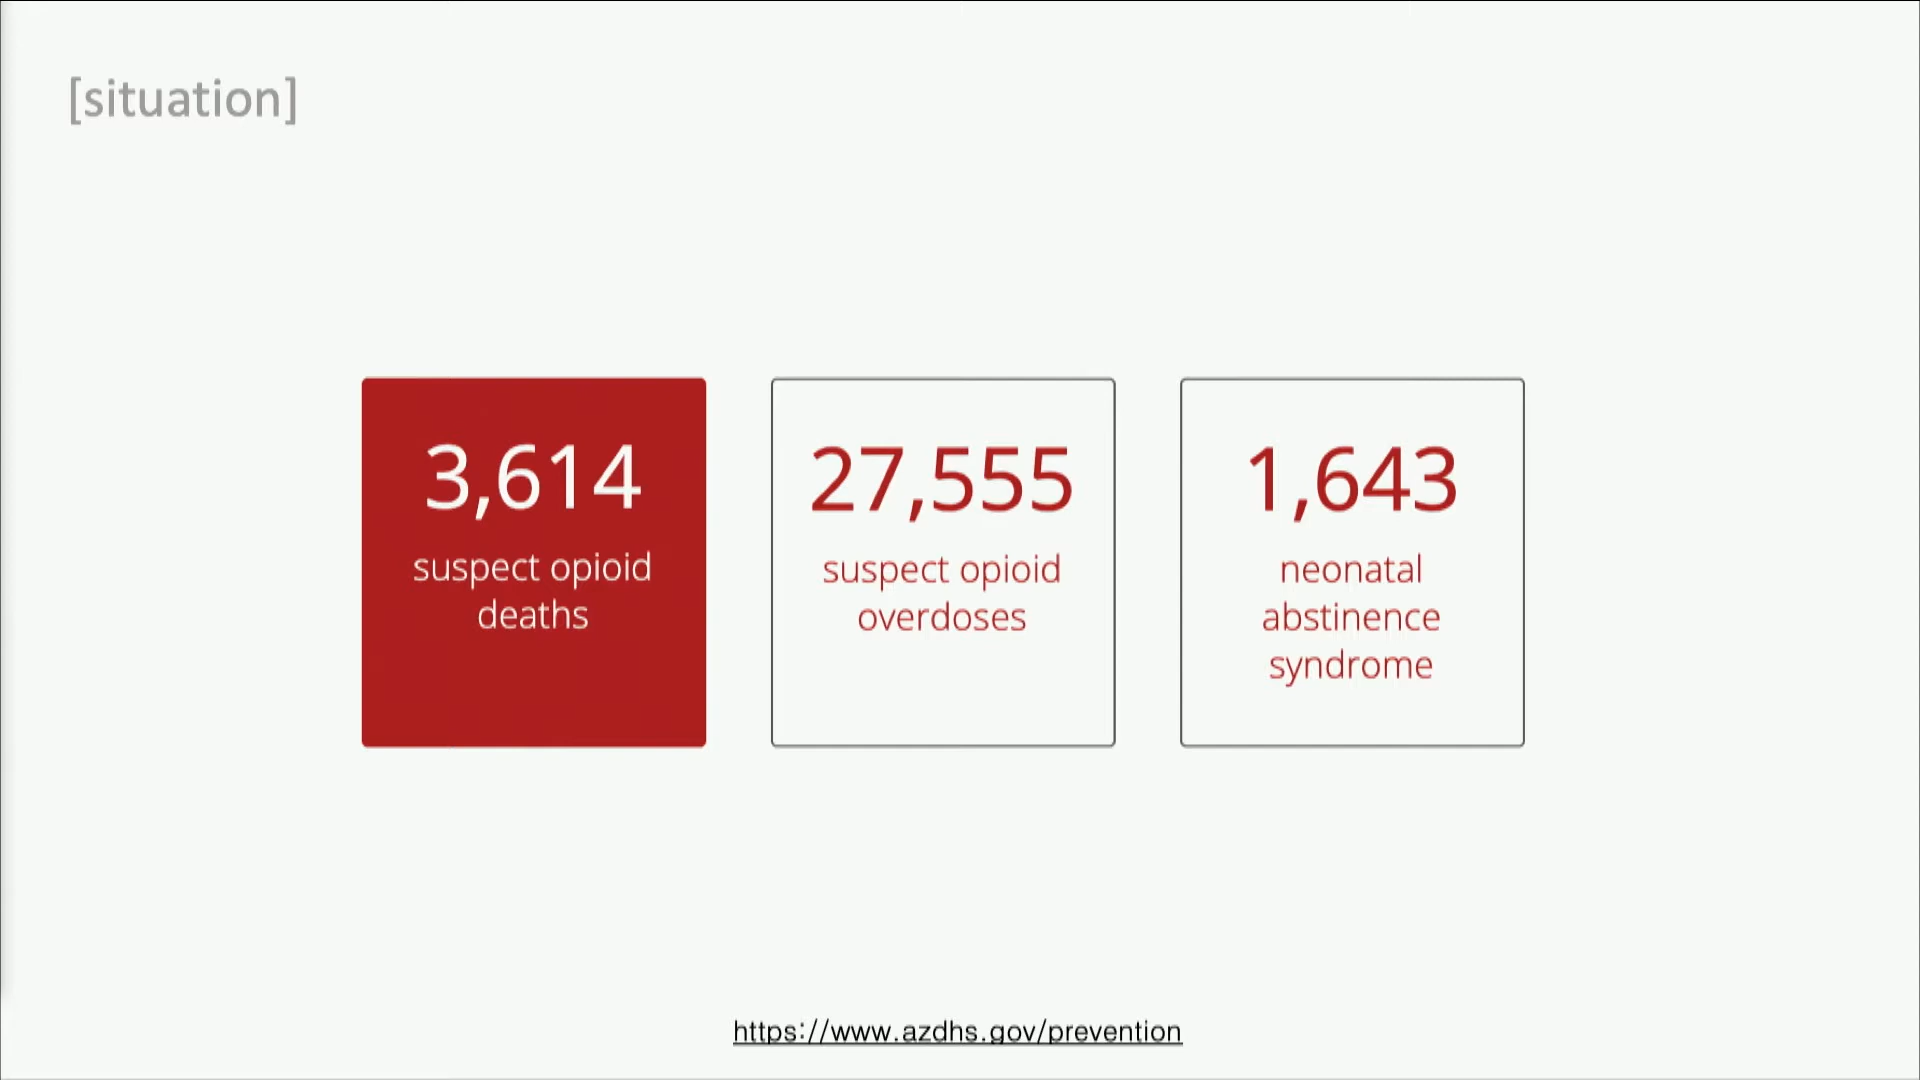 [situation]
3,614
suspect opioid
deaths
27,555
suspect opioid
overdoses
1,643
neonatal
abstinence
syndrome
https://www.azdhs.gov/prevention